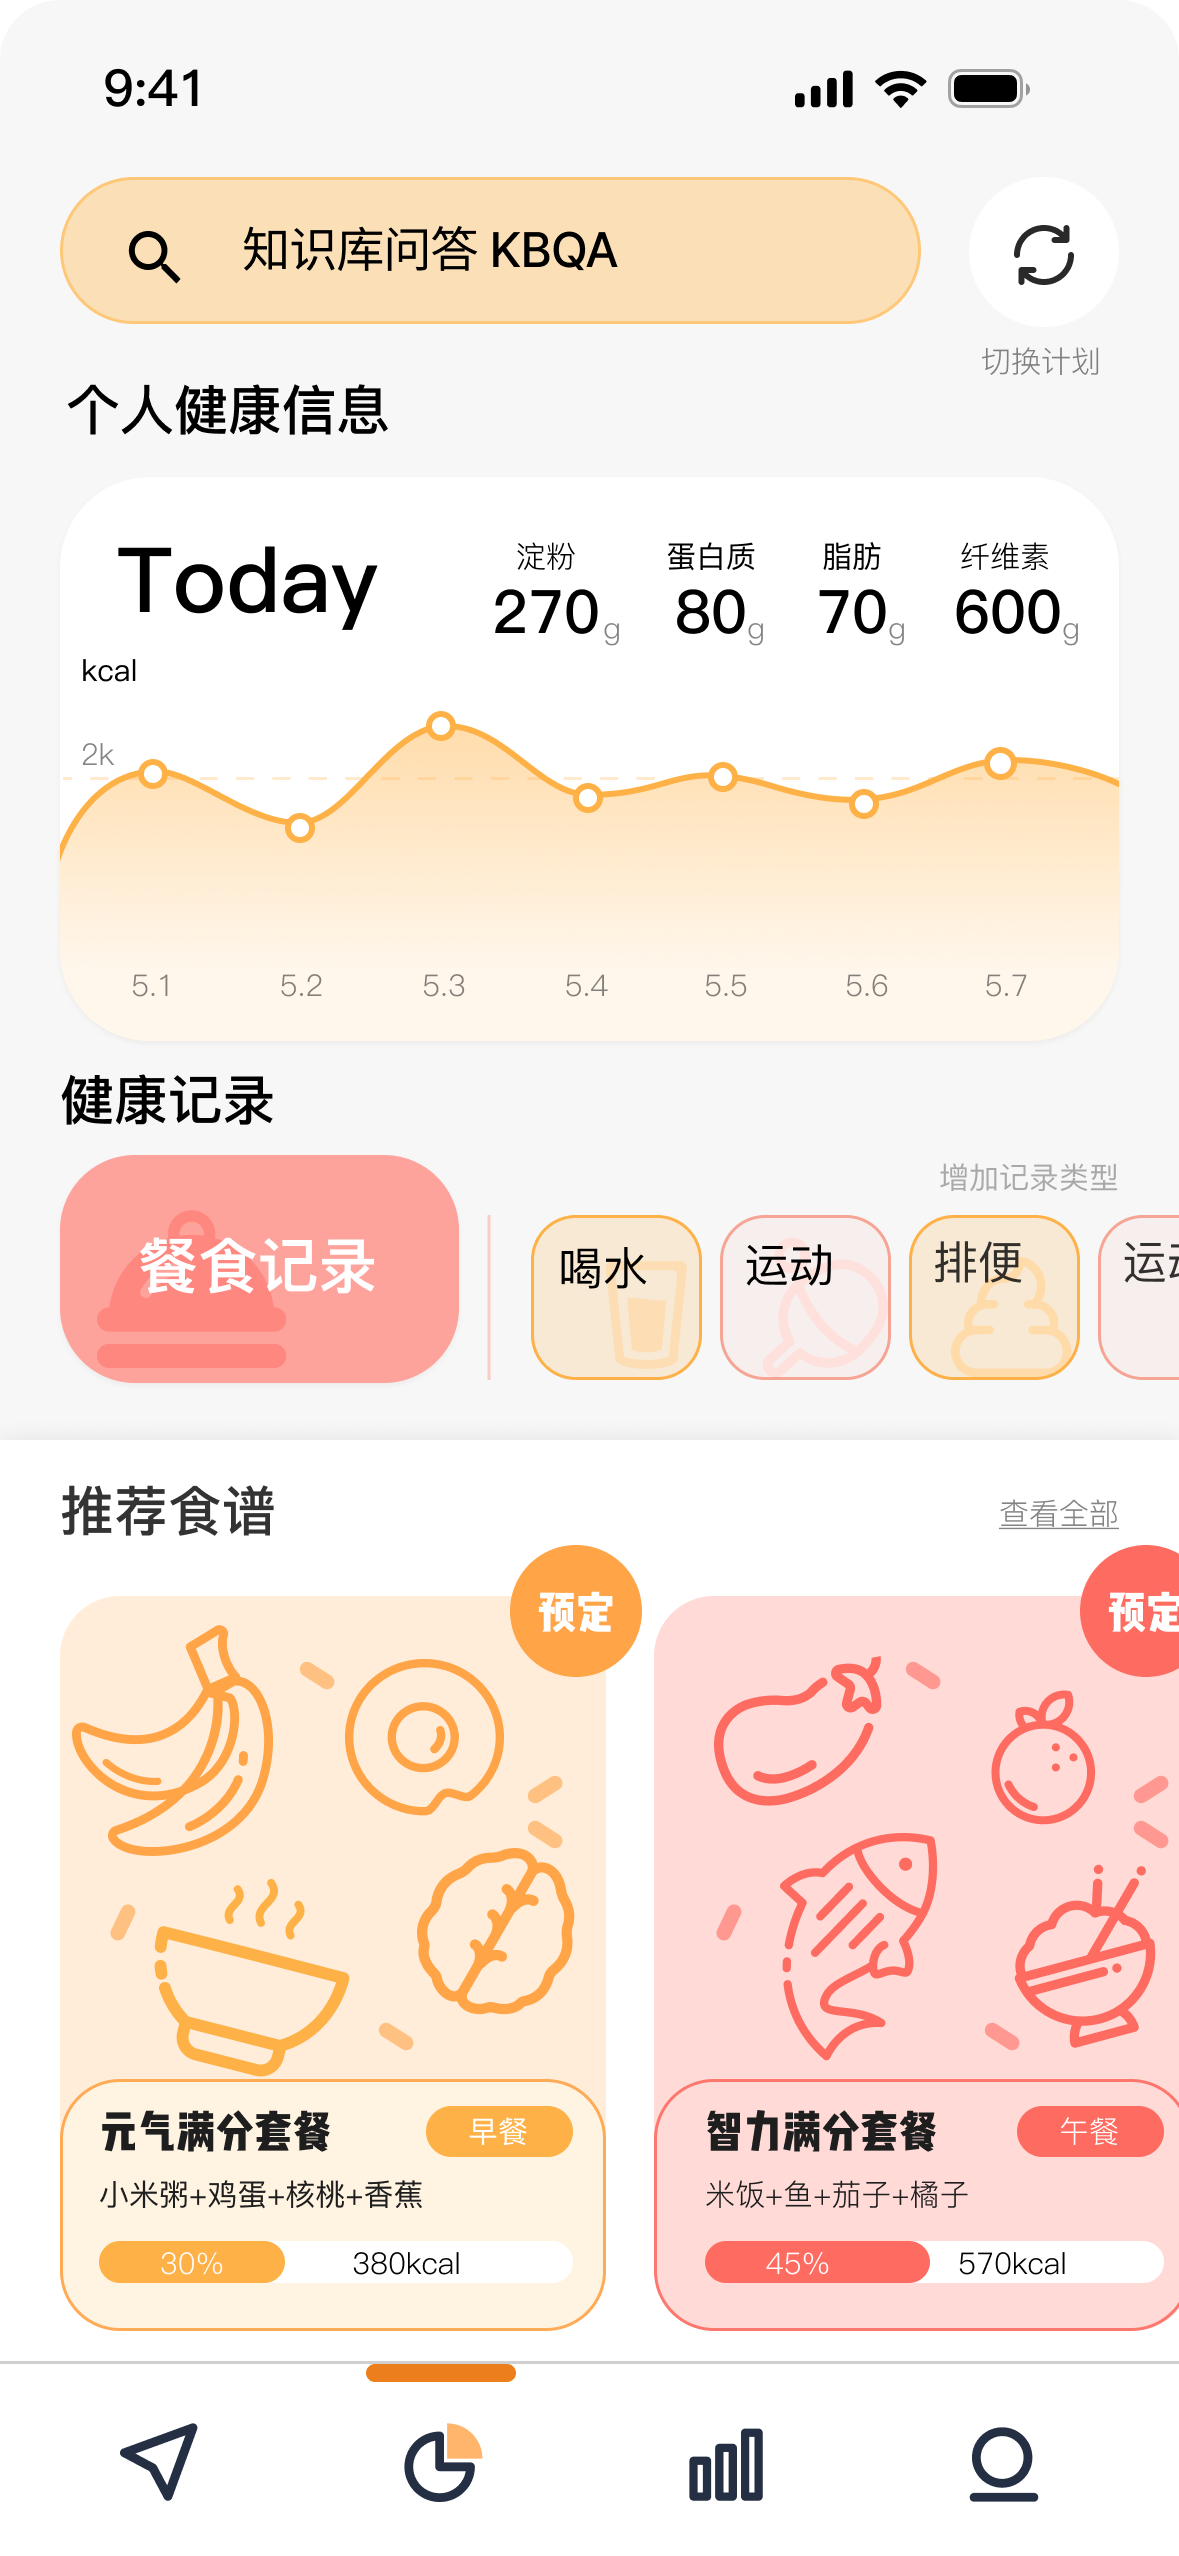 9:41
知识库问答 KBQA
切换计划
个人健康信息
Today
淀粉 蛋白质 脂肪 纤维素
270g 80g 70g 600g
kcal
2k
5.1 5.2 5.3 5.4 5.5 5.6 5.7
健康记录
增加记录类型
餐食记录
喝水 运动 排便 运动
推荐食谱
查看全部
预定 预定
元气满分套餐 早餐
小米粥+鸡蛋+核桃+香蕉
30% 380kcal
智力满分套餐 午餐
米饭+鱼+茄子+橘子
45% 570kcal